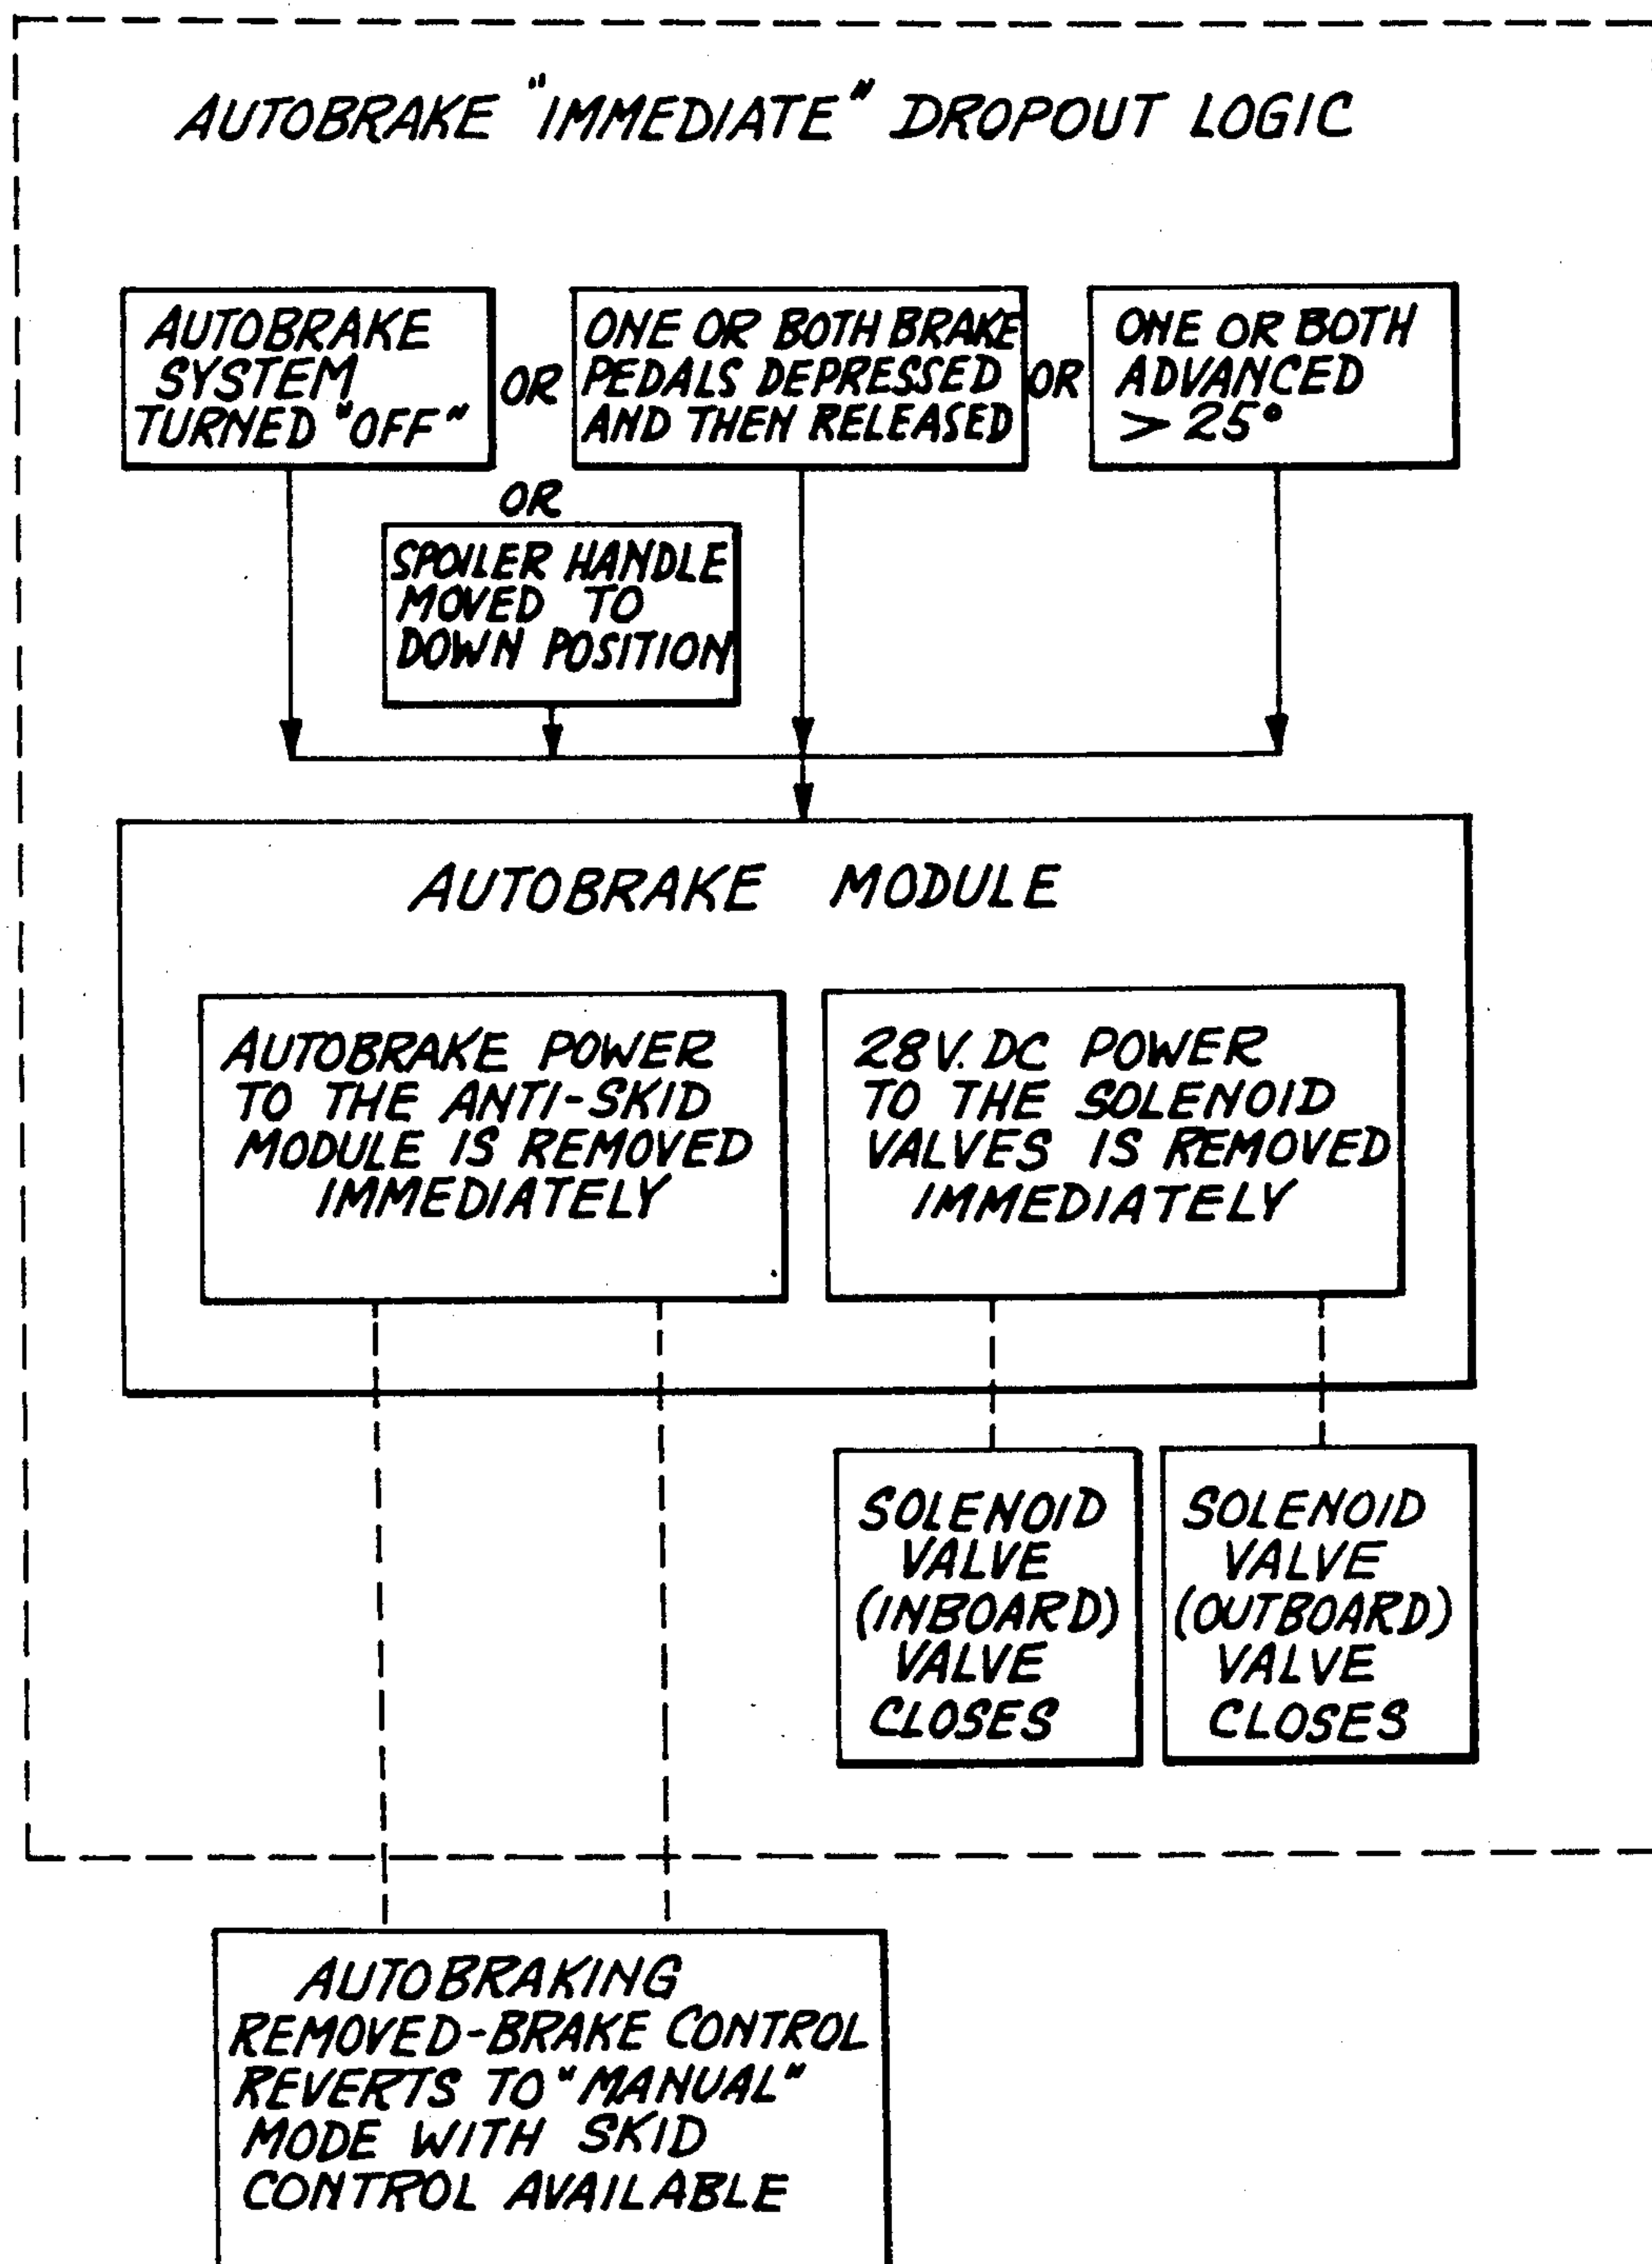 AUTOBRAKE "IMMEDIATE" DROPOUT LOGIC
AUTOBRAKE
SYSTEM
TURNED "OFF"
OR
ONE OR BOTH BRAKE
PEDALS DEPRESSED
AND THEN RELEASED
OR
ONE OR BOTH
ADVANCED
> 25°
OR
SPOILER HANDLE
MOVED TO
DOWN POSITION
AUTOBRAKE MODULE
AUTOBRAKE POWER
TO THE ANTI-SKID
MODULE IS REMOVED
IMMEDIATELY
28 V. DC POWER
TO THE SOLENOID
VALVES IS REMOVED
IMMEDIATELY
SOLENOID
VALVE
(INBOARD)
VALVE
CLOSES
SOLENOID
VALVE
(OUTBOARD)
VALVE
CLOSES
AUTOBRAKING
REMOVED-BRAKE CONTROL
REVERTS TO "MANUAL"
MODE WITH SKID
CONTROL AVAILABLE